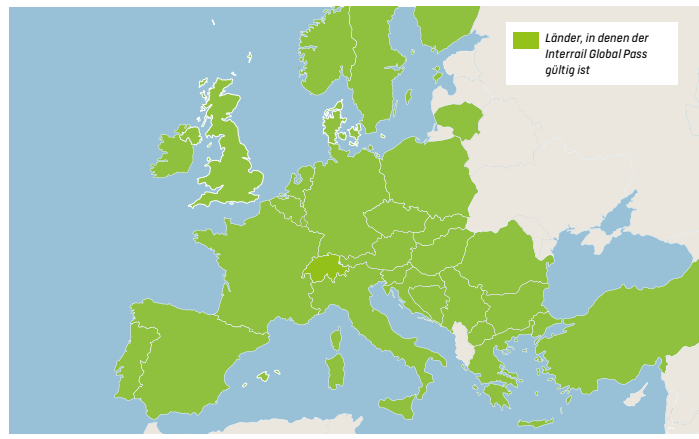 Länder, in denen der
Interrail Global Pass
gültig ist